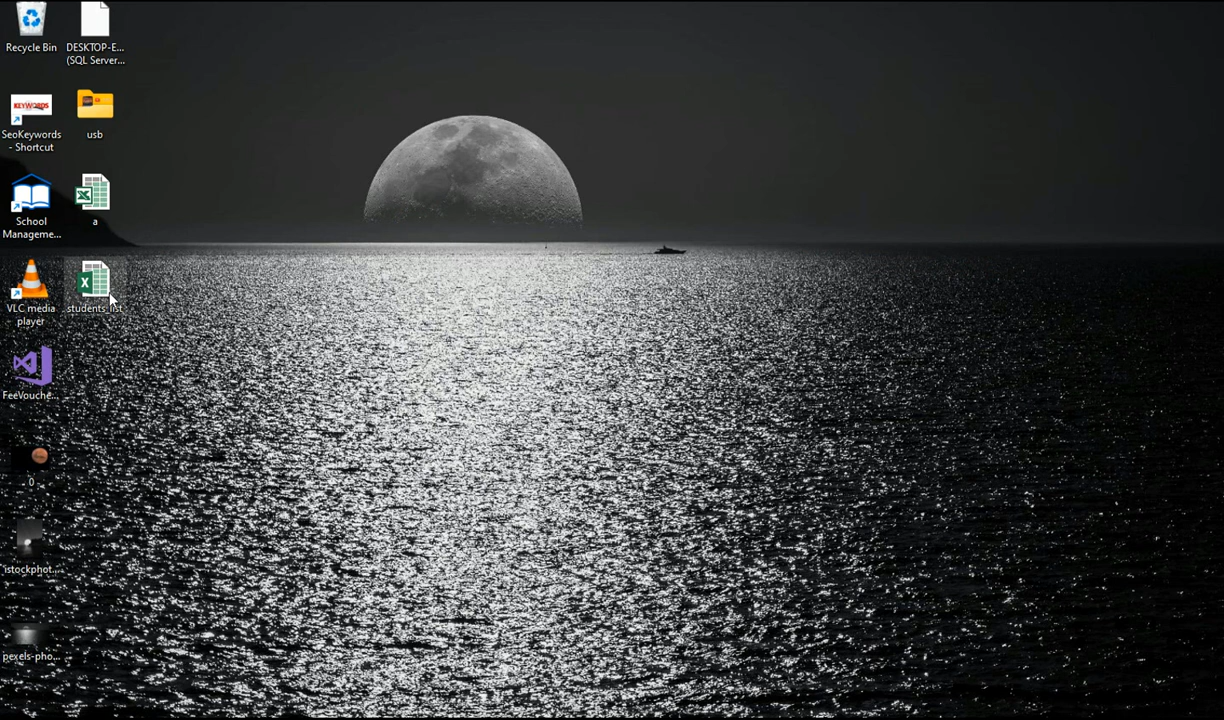 Recycle Bin
DESKTOP-E...
(SQL Server...
KEYWORDS
SeoKeywords
- Shortcut
usb
School
Manageme...
a
VLC media
player
students_list
FeeVouche...
0
istockphot...
pexels-pho...